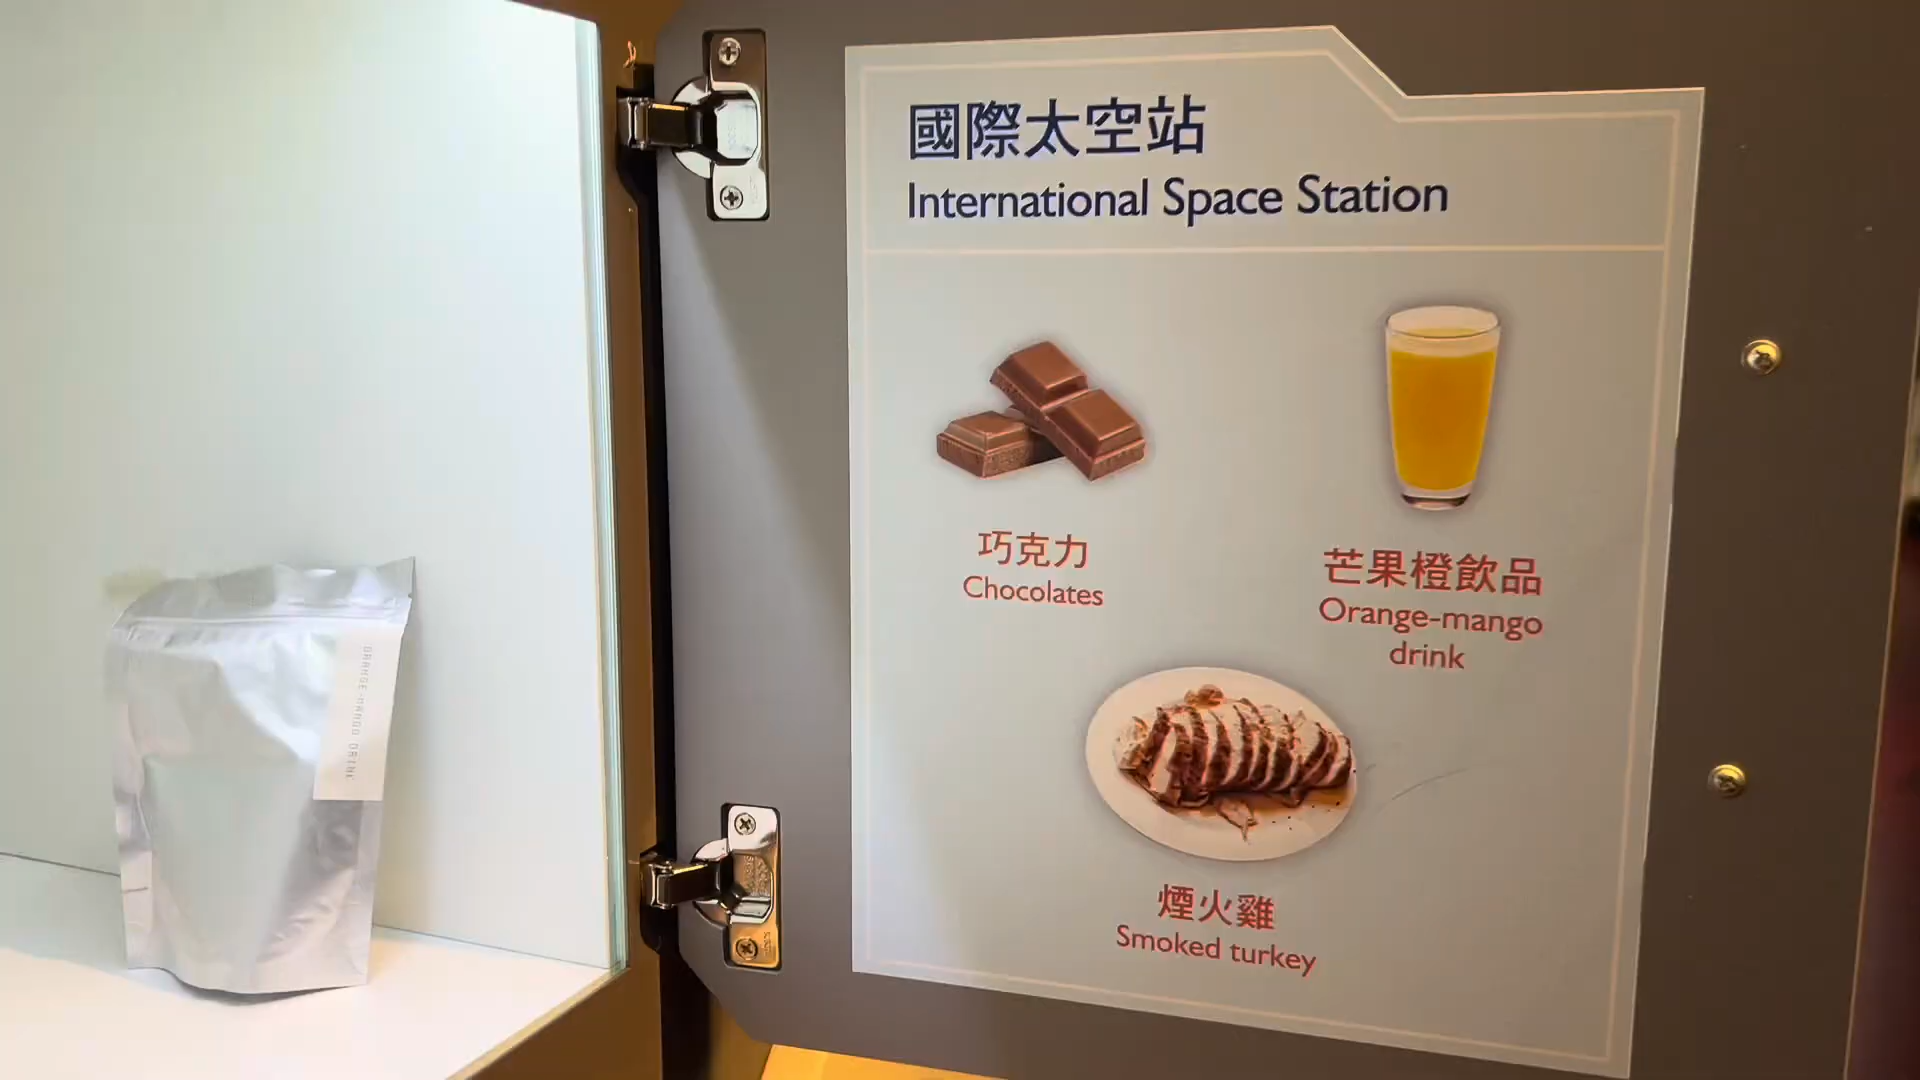 國際太空站
International Space Station
巧克力
Chocolates
芒果橙飲品
Orange-mango
drink
煙火雞
Smoked turkey
ORANGE-MANGO DRINK